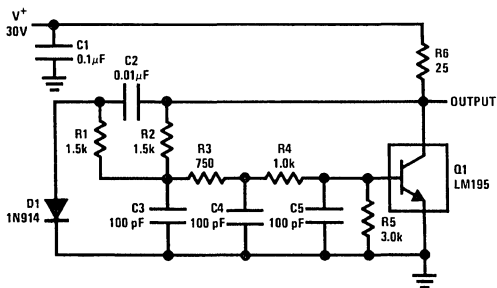 V+
30V
C1
0.1μF
C2
0.01μF
R6
25
OUTPUT
R1
1.5k
R2
1.5k
R3
750
R4
1.0k
Q1
LM195
D1
1N914
C3
100 pF
C4
100 pF
C5
100 pF
R5
3.0k